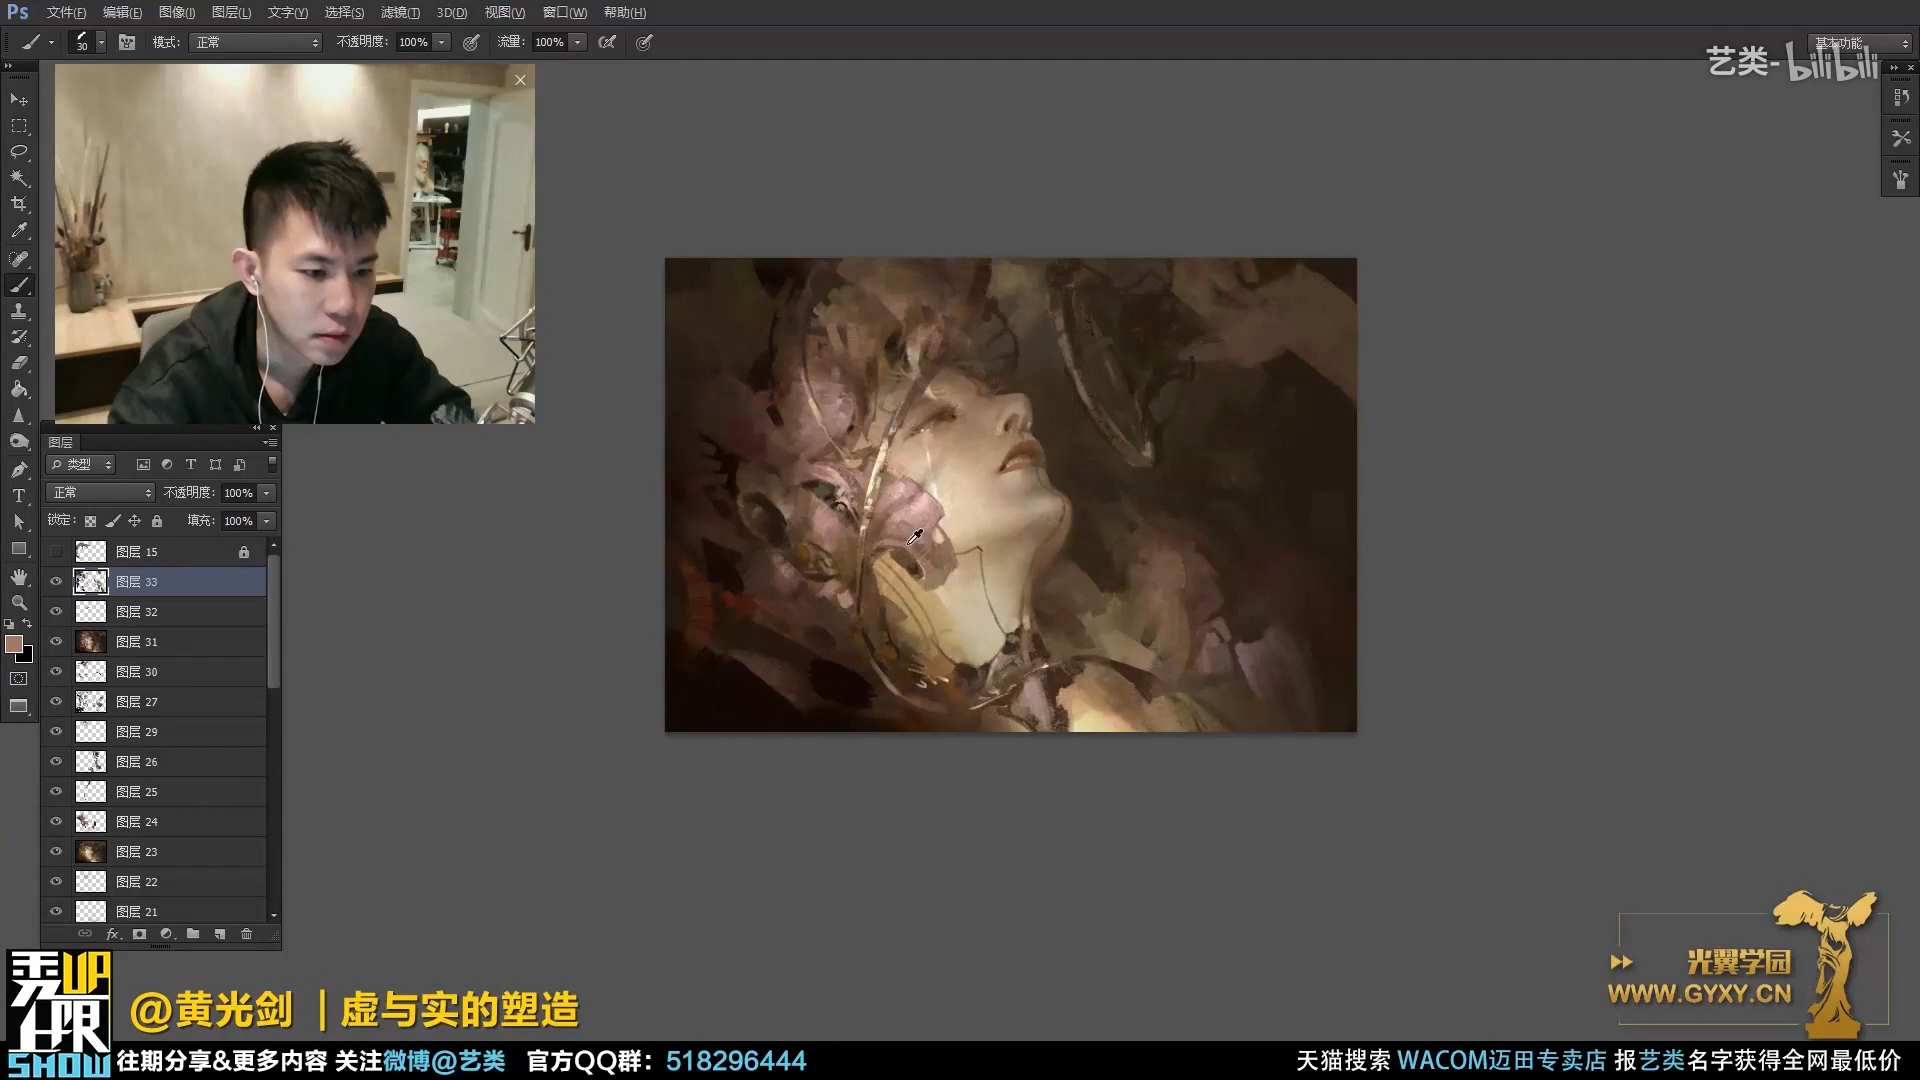 Ps 文件(F) 编辑(E) 图像(I) 图层(L) 文字(Y) 选择(S) 滤镜(T) 3D(D) 视图(V) 窗口(W) 帮助(H)
30 模式: 正常 不透明度: 100% 流量: 100% 基本功能
艺类-bilibili
图层
类型
正常 不透明度: 100%
锁定: 填充: 100%
图层 15
图层 33
图层 32
图层 31
图层 30
图层 27
图层 29
图层 26
图层 25
图层 24
图层 23
图层 22
图层 21
光翼学园
WWW.GYXY.CN
UP
SHOW
@黄光剑 | 虚与实的塑造
往期分享&更多内容 关注微博@艺类 官方QQ群: 518296444
天猫搜索 WACOM迈田专卖店 报艺类名字获得全网最低价